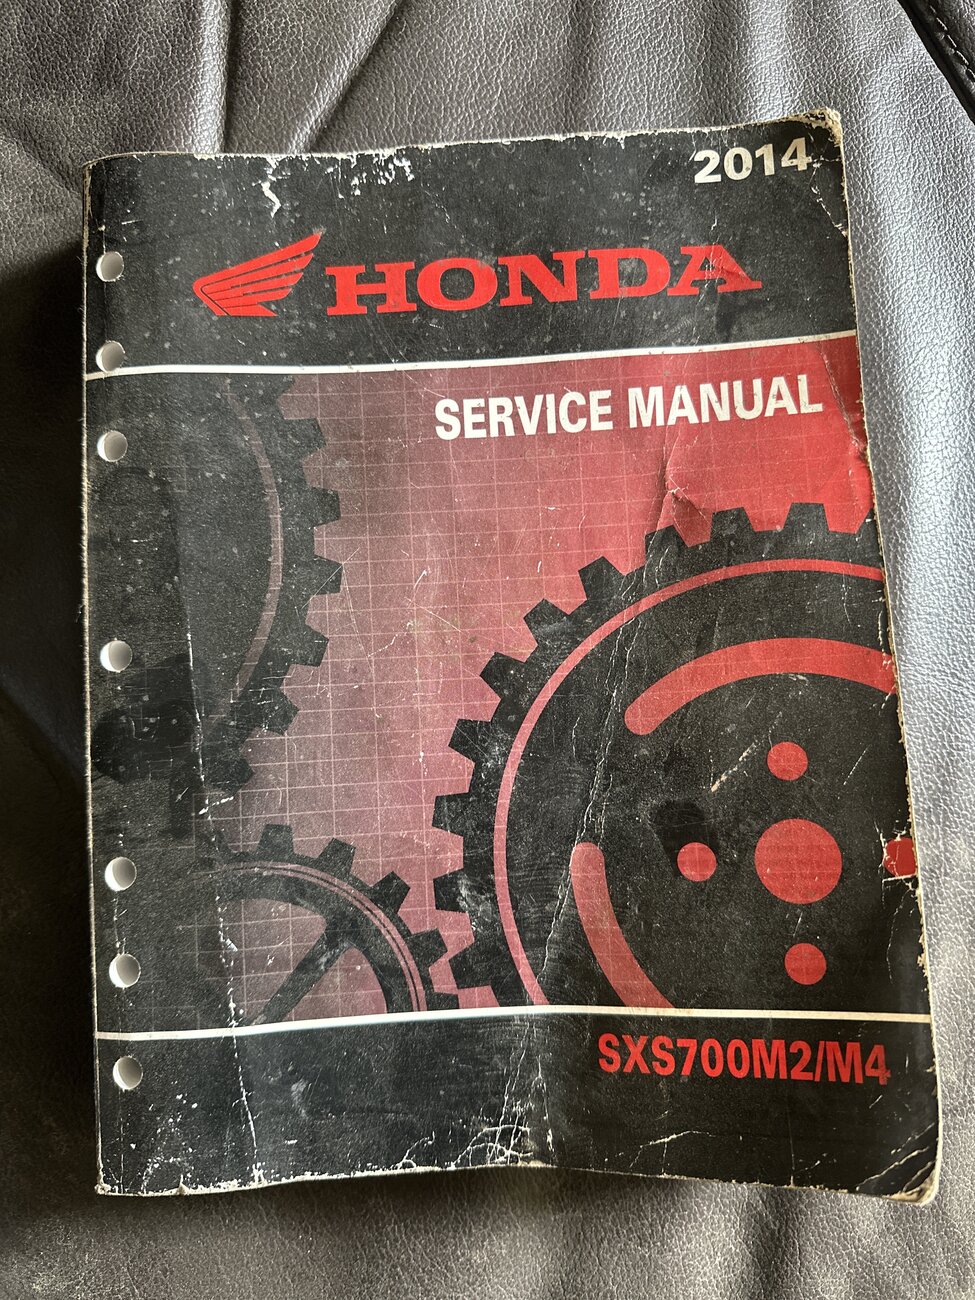 2014
HONDA
SERVICE MANUAL
SXS700M2/M4